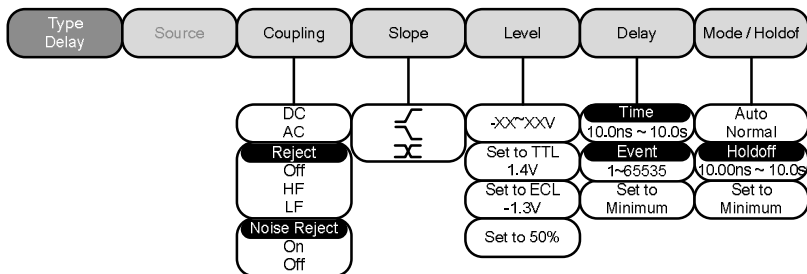 Type
Delay
Source
Coupling
Slope
Level
Delay
Mode / Holdof
DC
AC
Reject
Off
HF
LF
Noise Reject
On
Off
-XX~XXV
Set to TTL
1.4V
Set to ECL
-1.3V
Set to 50%
Time
10.0ns ~ 10.0s
Event
1~65535
Set to
Minimum
Auto
Normal
Holdoff
10.00ns ~ 10.0s
Set to
Minimum